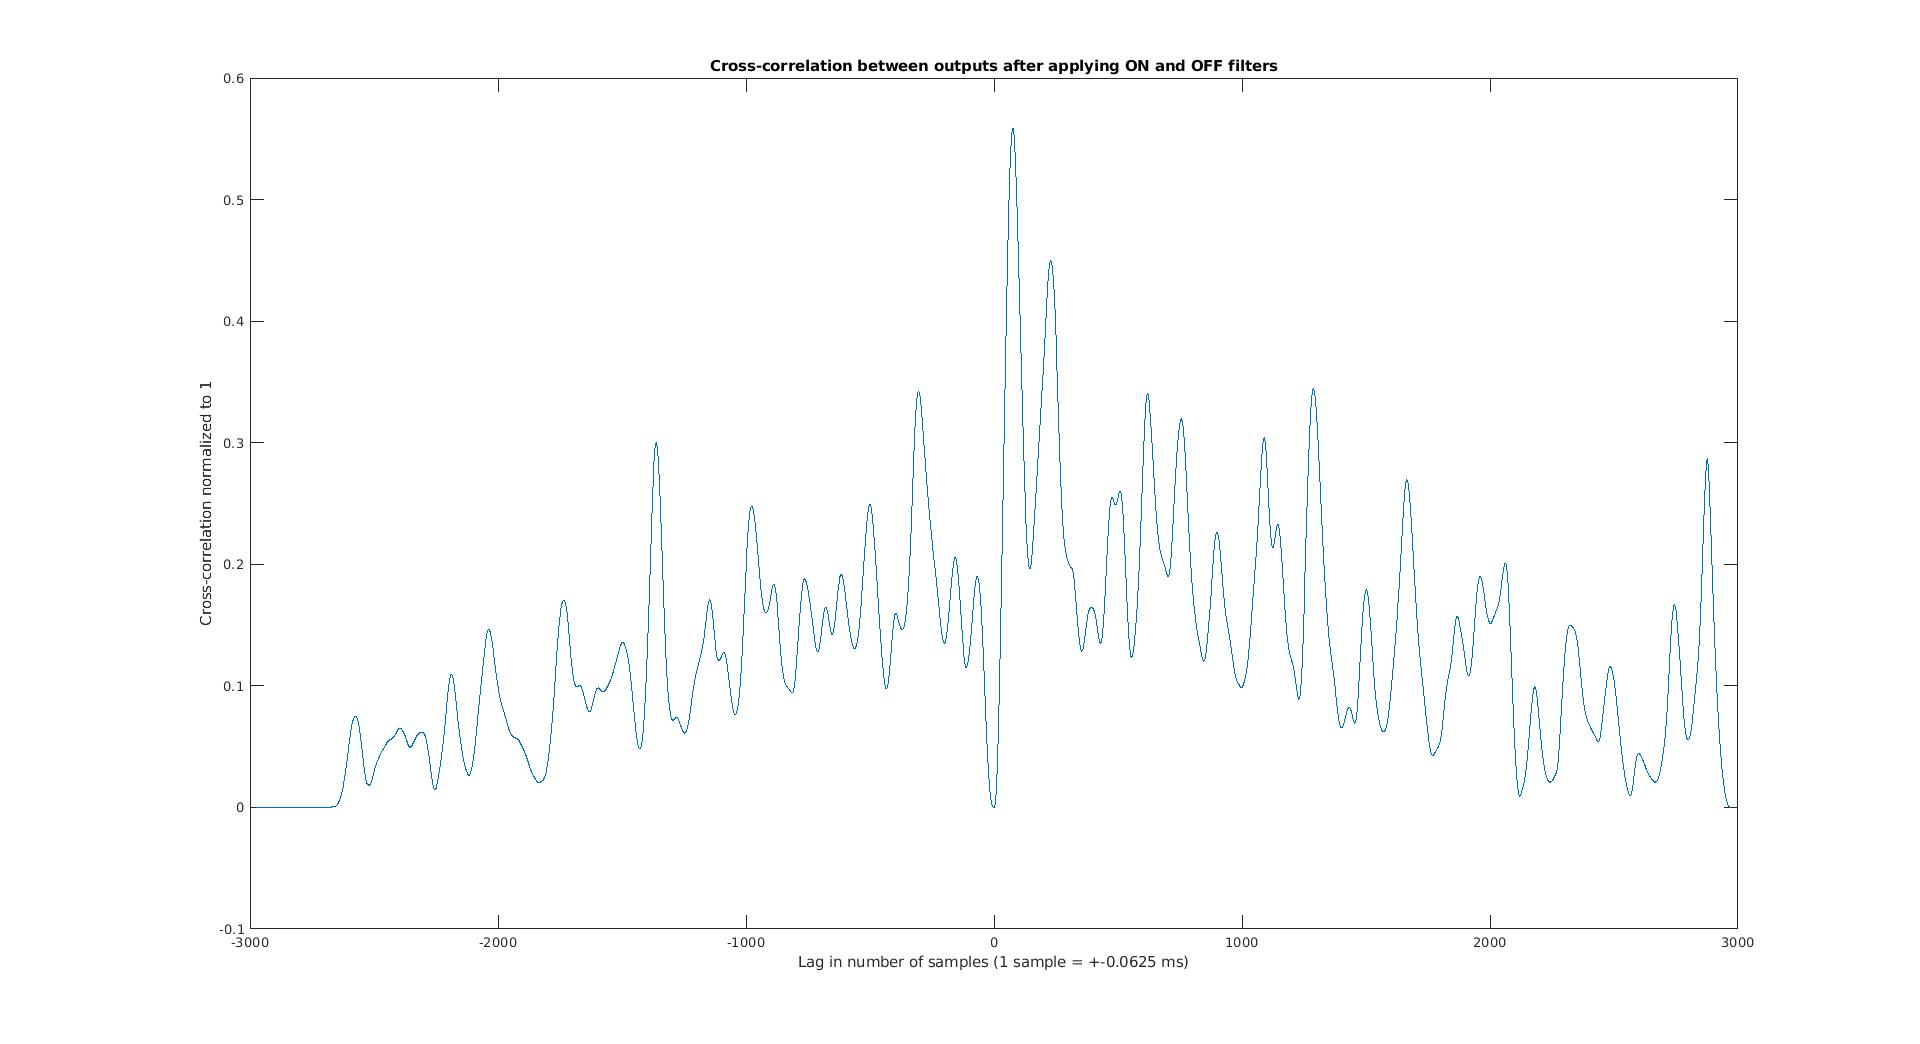 Cross-correlation between outputs after applying ON and OFF filters
0.6
0.5
0.4
0.3
0.2
0.1
0
-0.1
Cross-correlation normalized to 1
-3000 -2000 -1000 0 1000 2000 3000
Lag in number of samples (1 sample = +-0.0625 ms)